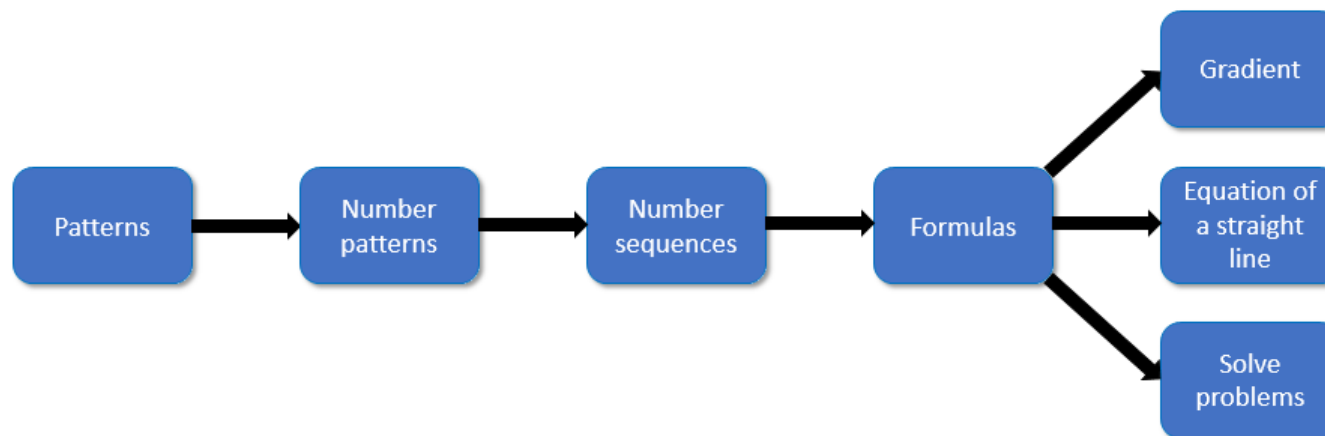 Patterns
Number
patterns
Number
sequences
Formulas
Gradient
Equation of
a straight
line
Solve
problems